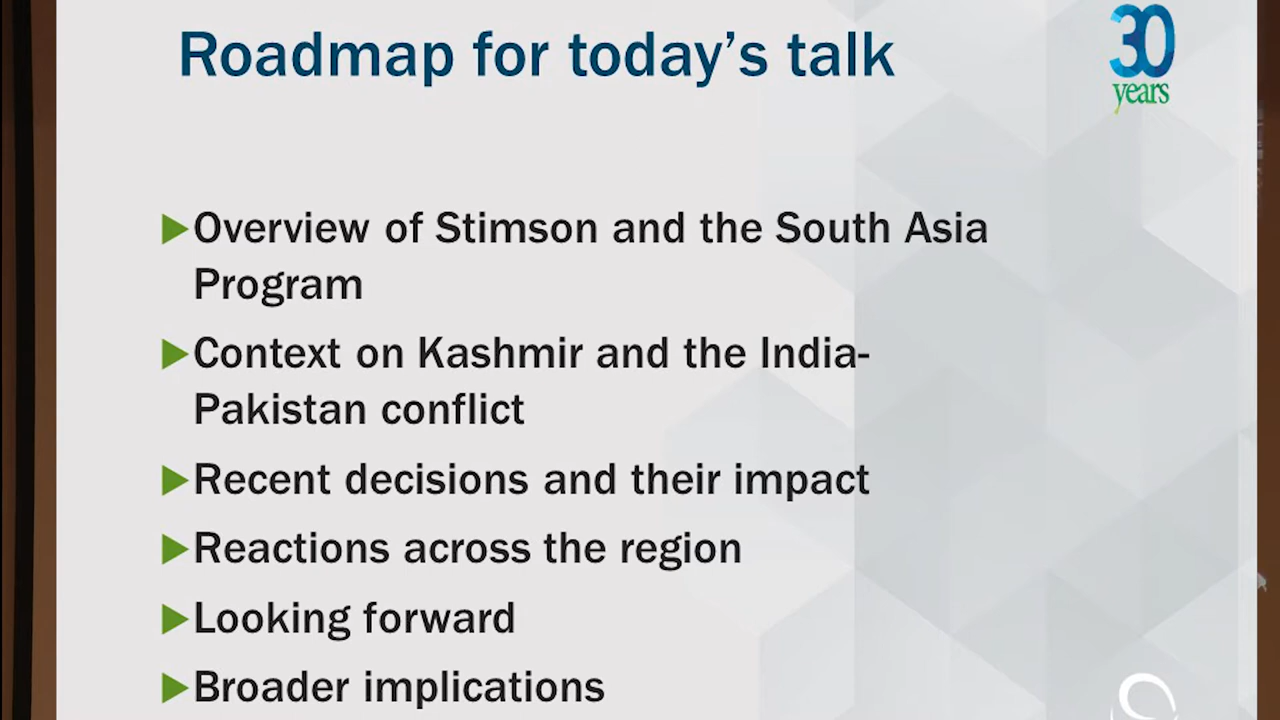 Roadmap for today's talk
30
years
Overview of Stimson and the South Asia
Program
Context on Kashmir and the India-
Pakistan conflict
Recent decisions and their impact
Reactions across the region
Looking forward
Broader implications